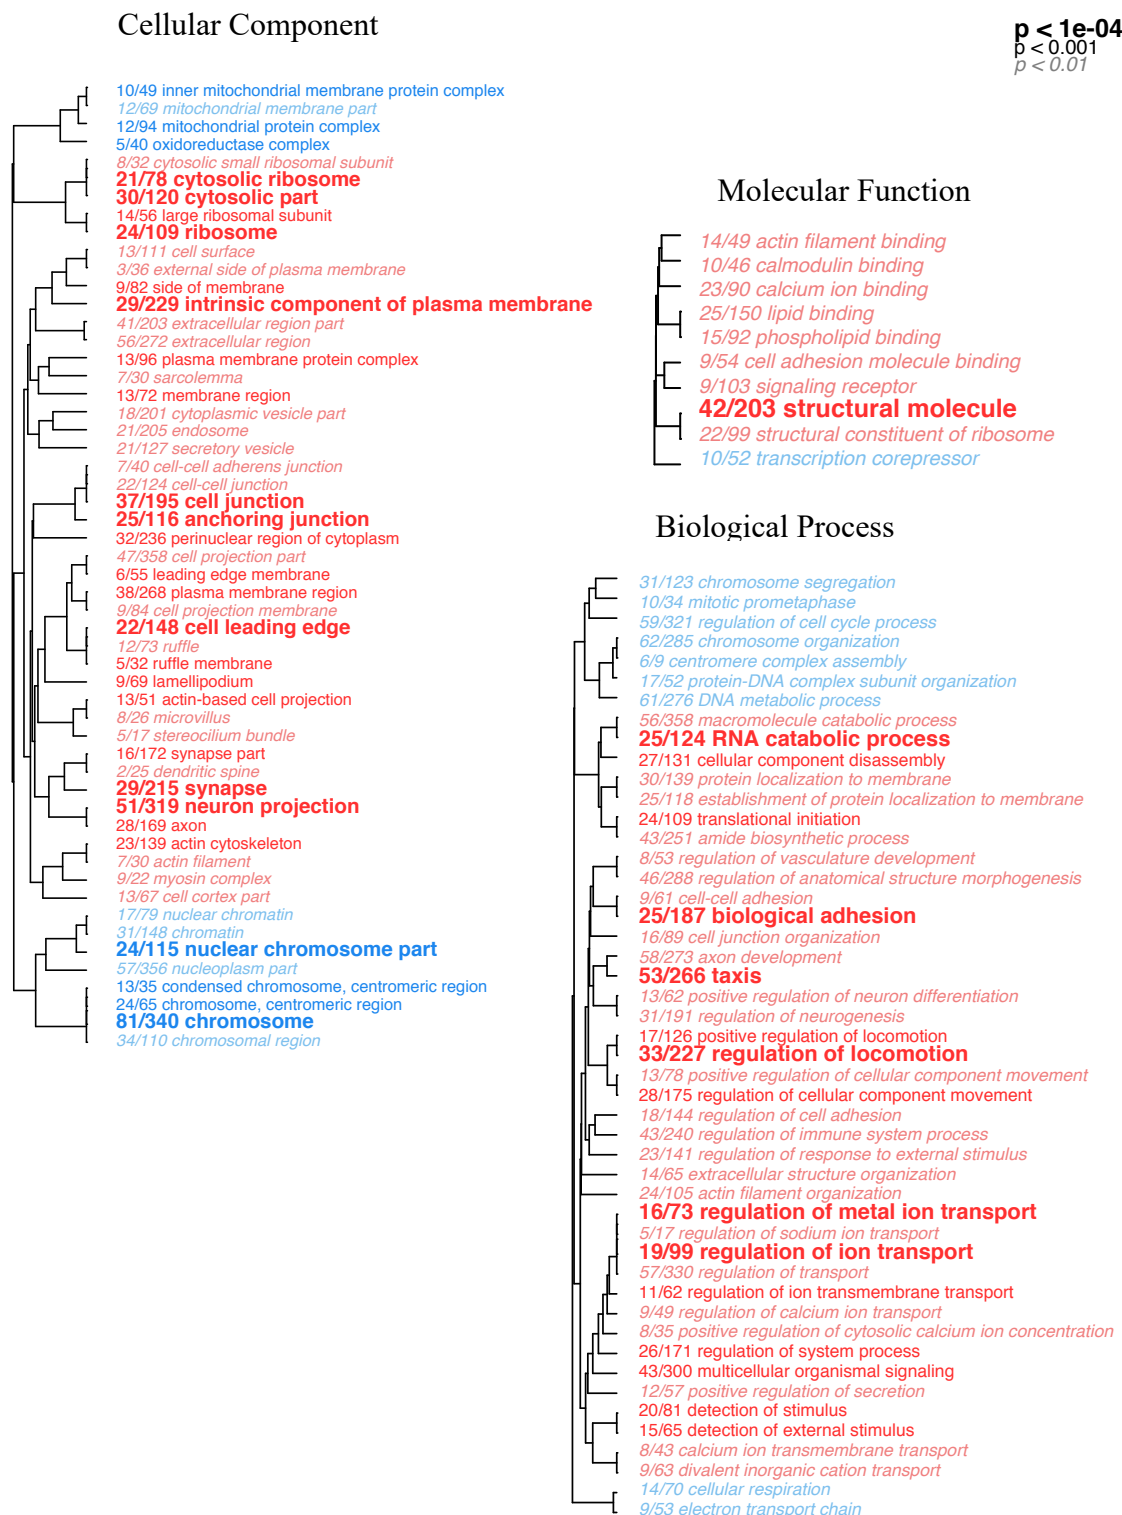 Cellular Component
p < 1e-04
p < 0.001
p < 0.01
10/49 inner mitochondrial membrane protein complex
12/69 mitochondrial membrane part
12/94 mitochondrial protein complex
5/40 oxidoreductase complex
8/32 cytosolic small ribosomal subunit
21/78 cytosolic ribosome
30/120 cytosolic part
14/56 large ribosomal subunit
24/109 ribosome
13/111 cell surface
3/36 external side of plasma membrane
9/82 side of membrane
29/229 intrinsic component of plasma membrane
41/203 extracellular region part
56/272 extracellular region
13/96 plasma membrane protein complex
7/30 sarcolemma
13/72 membrane region
18/201 cytoplasmic vesicle part
21/205 endosome
21/127 secretory vesicle
7/40 cell-cell adherens junction
22/124 cell-cell junction
37/195 cell junction
25/116 anchoring junction
32/236 perinuclear region of cytoplasm
47/358 cell projection part
6/55 leading edge membrane
38/268 plasma membrane region
9/84 cell projection membrane
22/148 cell leading edge
12/73 ruffle
5/32 ruffle membrane
9/69 lamellipodium
13/51 actin-based cell projection
8/26 microvillus
5/17 stereocilium bundle
16/172 synapse part
2/25 dendritic spine
29/215 synapse
51/319 neuron projection
28/169 axon
23/139 actin cytoskeleton
7/30 actin filament
9/22 myosin complex
13/67 cell cortex part
17/79 nuclear chromatin
31/148 chromatin
24/115 nuclear chromosome part
57/356 nucleoplasm part
13/35 condensed chromosome, centromeric region
24/65 chromosome, centromeric region
81/340 chromosome
34/110 chromosomal region
Molecular Function
14/49 actin filament binding
10/46 calmodulin binding
23/90 calcium ion binding
25/150 lipid binding
15/92 phospholipid binding
9/54 cell adhesion molecule binding
9/103 signaling receptor
42/203 structural molecule
22/99 structural constituent of ribosome
10/52 transcription corepressor
Biological Process
31/123 chromosome segregation
10/34 mitotic prometaphase
59/321 regulation of cell cycle process
62/285 chromosome organization
6/9 centromere complex assembly
17/52 protein-DNA complex subunit organization
61/276 DNA metabolic process
56/358 macromolecule catabolic process
25/124 RNA catabolic process
27/131 cellular component disassembly
30/139 protein localization to membrane
25/118 establishment of protein localization to membrane
24/109 translational initiation
43/251 amide biosynthetic process
8/53 regulation of vasculature development
46/288 regulation of anatomical structure morphogenesis
9/61 cell-cell adhesion
25/187 biological adhesion
16/89 cell junction organization
58/273 axon development
53/266 taxis
13/62 positive regulation of neuron differentiation
31/191 regulation of neurogenesis
17/126 positive regulation of locomotion
33/227 regulation of locomotion
13/78 positive regulation of cellular component movement
28/175 regulation of cellular component movement
18/144 regulation of cell adhesion
43/240 regulation of immune system process
23/141 regulation of response to external stimulus
14/65 extracellular structure organization
24/105 actin filament organization
16/73 regulation of metal ion transport
5/17 regulation of sodium ion transport
19/99 regulation of ion transport
57/330 regulation of transport
11/62 regulation of ion transmembrane transport
9/49 regulation of calcium ion transport
8/35 positive regulation of cytosolic calcium ion concentration
26/171 regulation of system process
43/300 multicellular organismal signaling
12/57 positive regulation of secretion
20/81 detection of stimulus
15/65 detection of external stimulus
8/43 calcium ion transmembrane transport
9/63 divalent inorganic cation transport
14/70 cellular respiration
9/53 electron transport chain